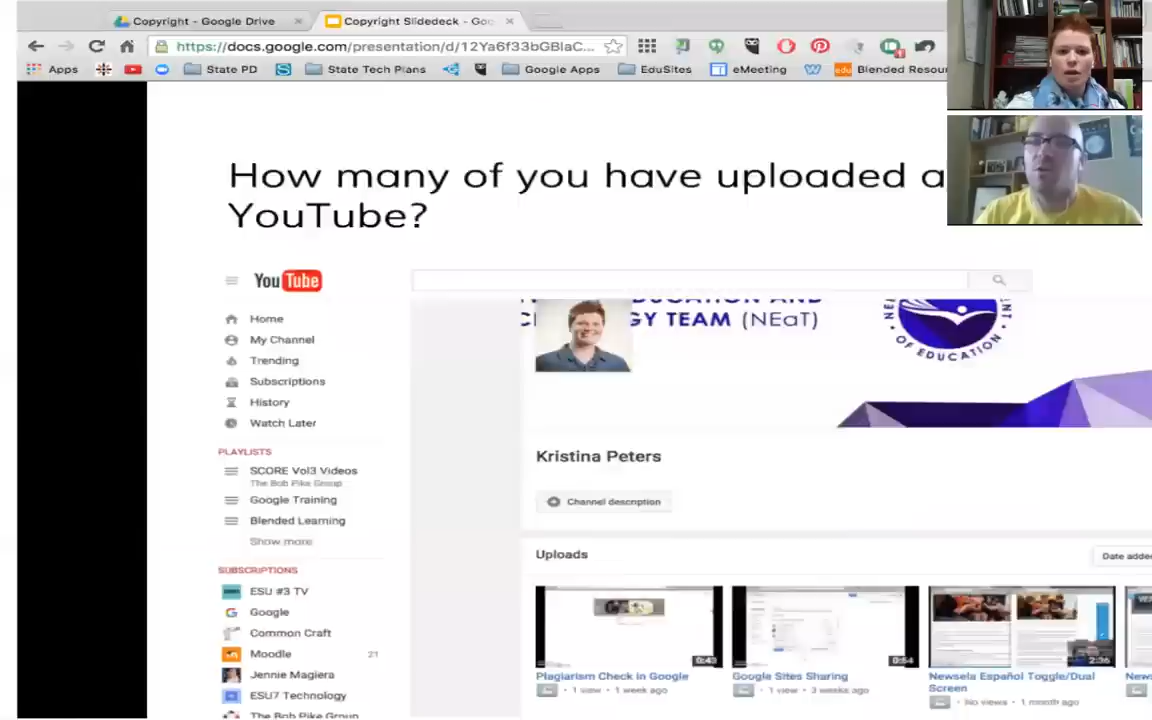 Copyright - Google Drive
Copyright Slidedeck - Goo
https://docs.google.com/presentation/d/12Ya6f33bGBlaC...
Apps
State PD
State Tech Plans
Google Apps
EduSites
eMeeting
edu
Blended Resour
How many of you have uploaded a
YouTube?
YouTube
EDUCATION AND
GY TEAM (NEaT)
OF EDUCATION
Home
My Channel
Trending
Subscriptions
History
Watch Later
Kristina Peters
PLAYLISTS
SCORE Vol3 Videos
The Bob Pike Group
Google Training
Channel description
Blended Learning
Show more
Uploads
Date added
SUBSCRIPTIONS
ESU #3 TV
Google
Common Craft
Moodle
21
0:43
0:54
2:36
Jennie Magiera
Plagiarism Check in Google
Google Sites Sharing
Newsela Español Toggle/Dual
Screen
News
ESU7 Technology
1 view • 1 week ago
1 view • 3 weeks ago
No views • 1 month ago
The Bob Pike Group